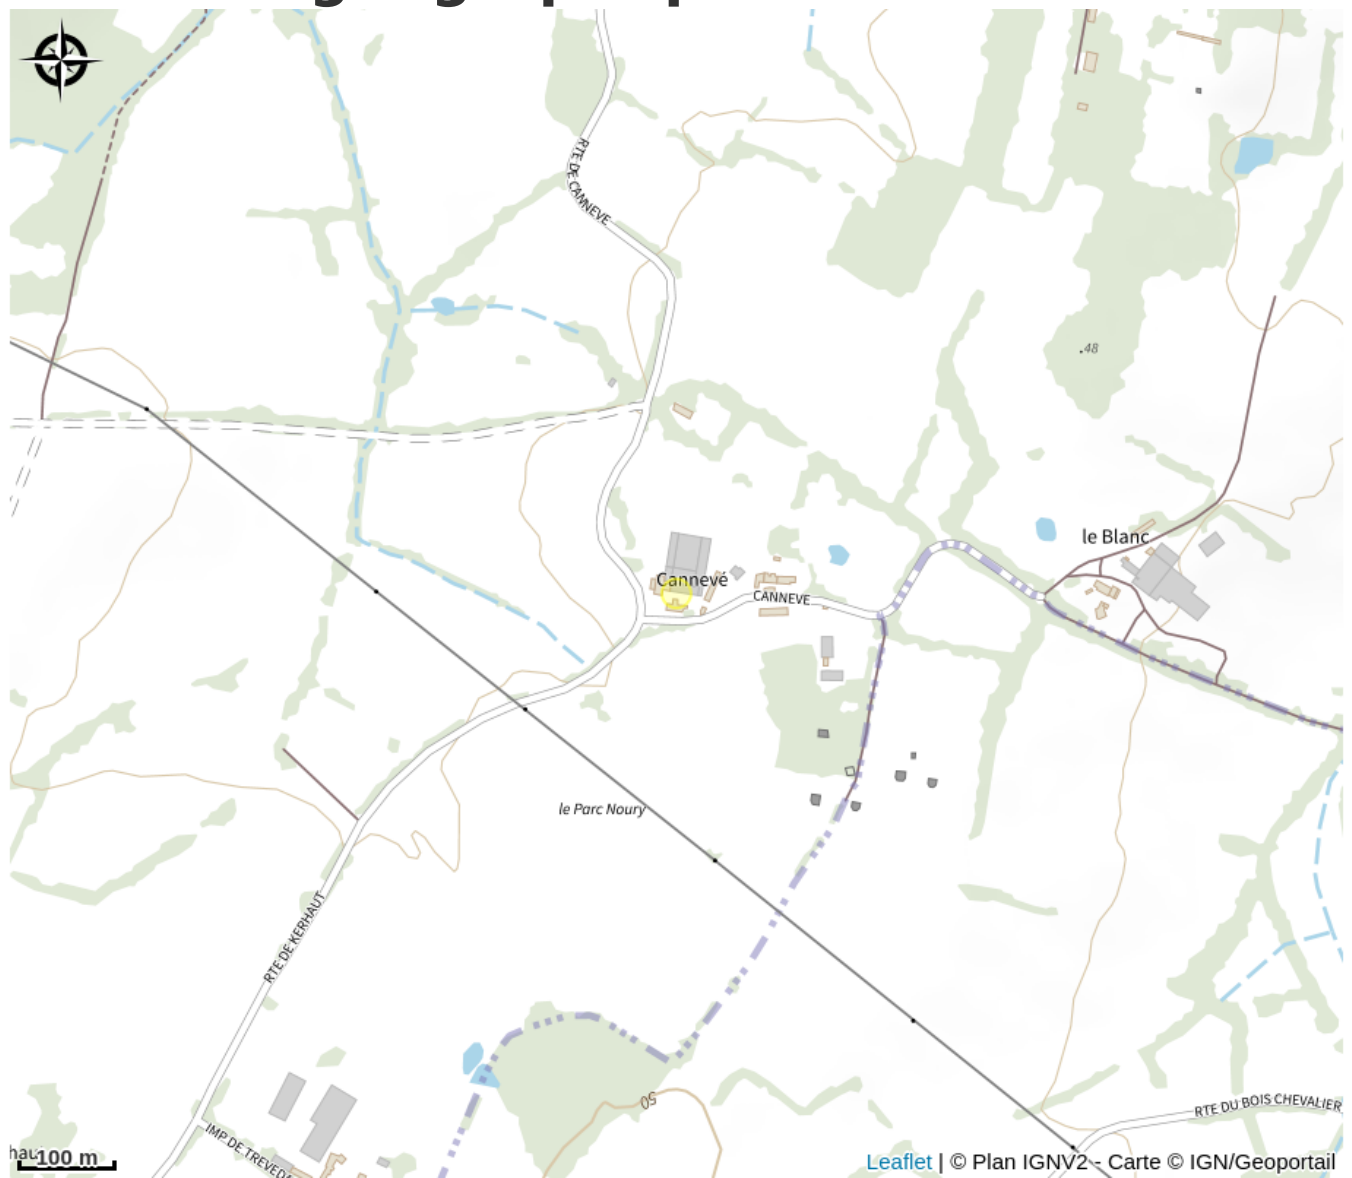 RTE DE CANNEVE
.48
le Blanc
Cannevé
CANNEVE
le Parc Noury
RTE DE KERHAUT
50
RTE DU BOIS CHEVALIER
IMP DE TREVEDA
100 m
Leaflet | © Plan IGNV2 - Carte © IGN/Geoportail